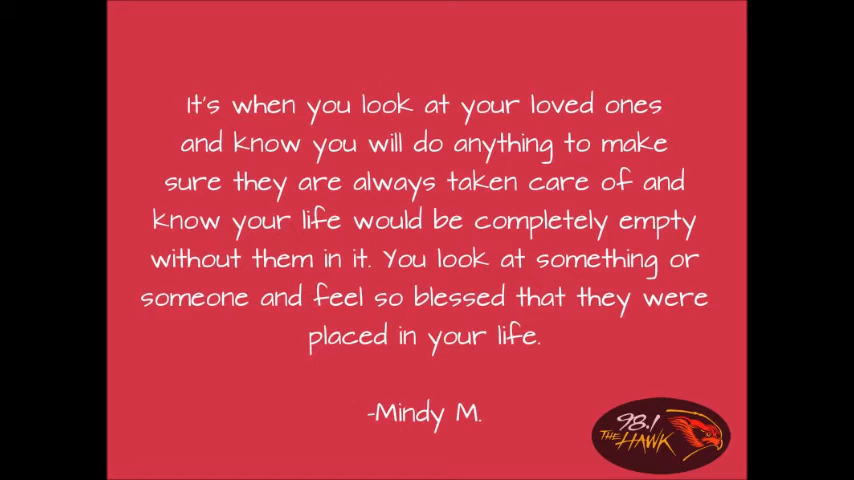 It's when you look at your loved ones
and know you will do anything to make
sure they are always taken care of and
know your life would be completely empty
without them in it. You look at something or
someone and feel so blessed that they were
placed in your life.
-Mindy M.
98.1
THE HAWK